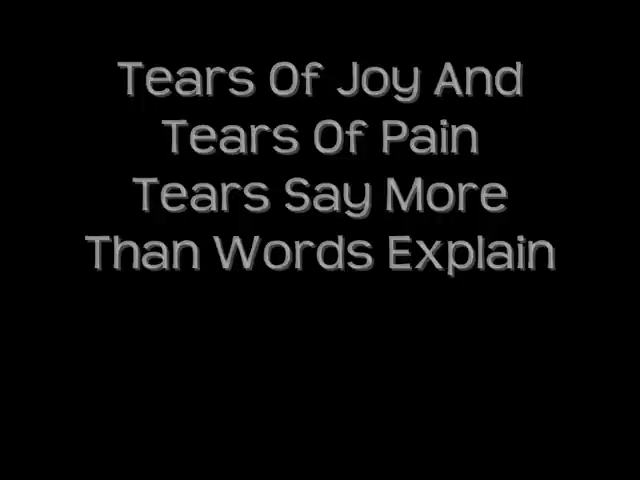 Tears Of Joy And
Tears Of Pain
Tears Say More
Than Words Explain